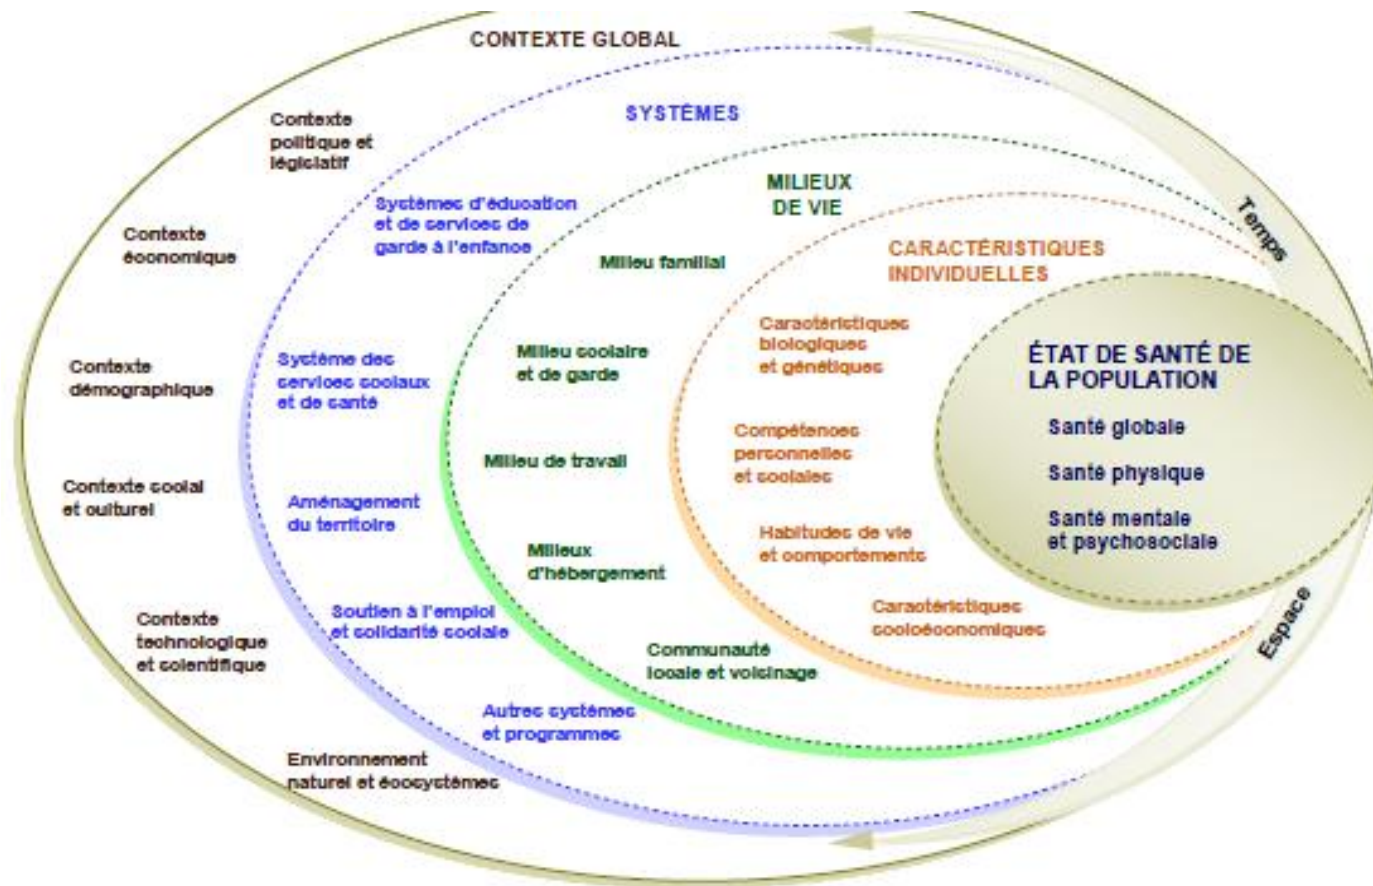 CONTEXTE GLOBAL
Contexte
politique et
législatif
Contexte
économique
Contexte
démographique
Contexte social
et culturel
Contexte
technologique
et scientifique
Environnement
naturel et écosystèmes
SYSTÈMES
Systèmes d'éducation
et de services de
garde à l'enfance
Système des
services sociaux
et de santé
Aménagement
du territoire
Soutien à l'emploi
et solidarité sociale
Autres systèmes
et programmes
MILIEUX
DE VIE
Milieu familial
Milieu scolaire
et de garde
Milieu de travail
Milieux
d'hébergement
Communauté
locale et voisinage
CARACTÉRISTIQUES
INDIVIDUELLES
Caractéristiques
biologiques
et génétiques
Compétences
personnelles
et sociales
Habitudes de vie
et comportements
Caractéristiques
socioéconomiques
ÉTAT DE SANTÉ DE
LA POPULATION
Santé globale
Santé physique
Santé mentale
et psychosociale
Temps
Espace